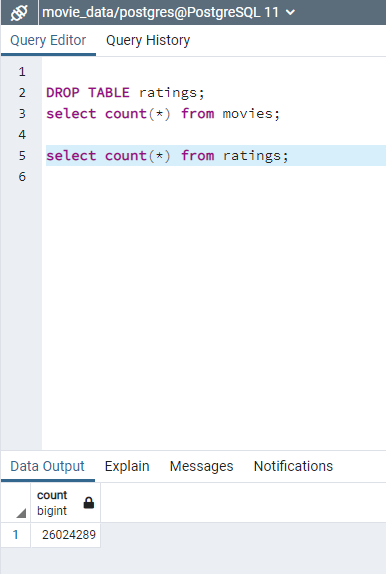 movie_data/postgres@PostgreSQL 11
Query Editor Query History
1
2 DROP TABLE ratings;
3 select count(*) from movies;
4
5 select count(*) from ratings;
6
Data Output Explain Messages Notifications
count
bigint
1 26024289